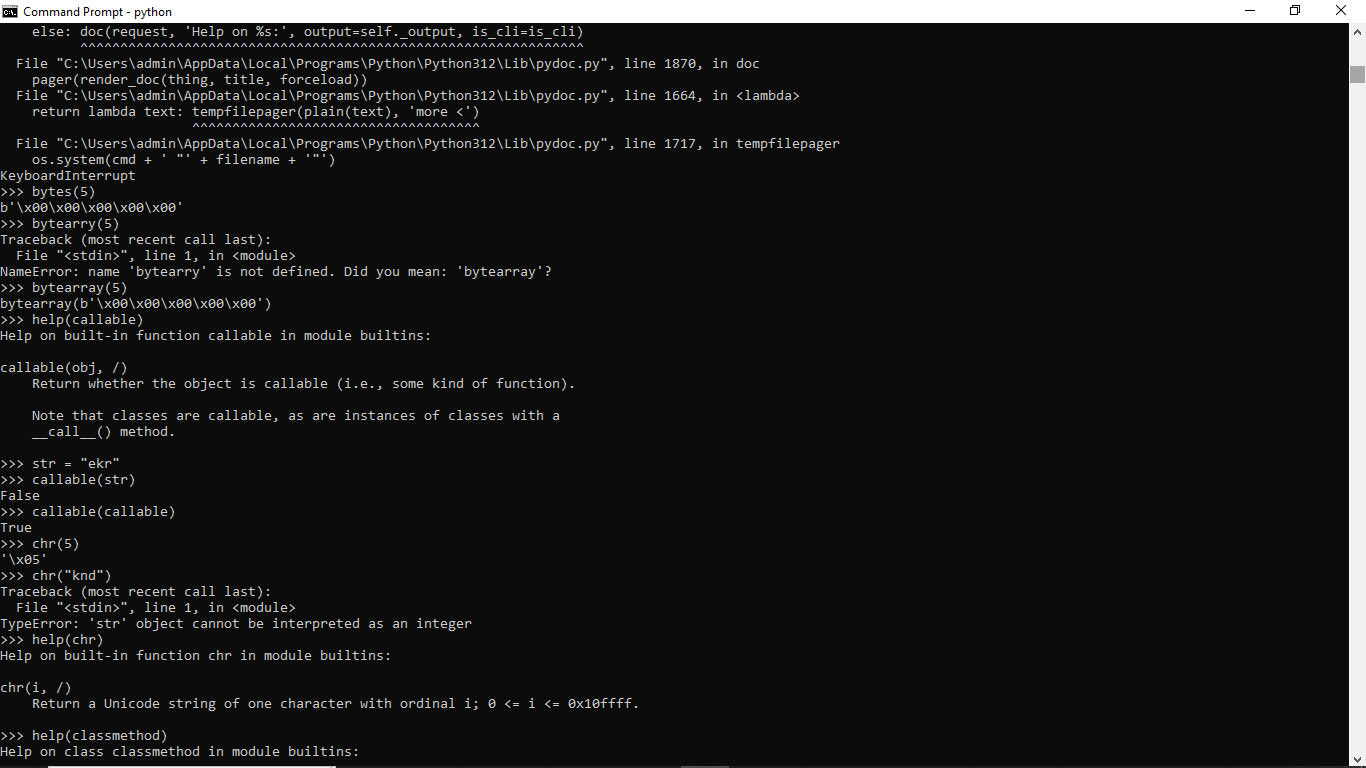 Command Prompt - python
    else: doc(request, 'Help on %s:', output=self._output, is_cli=is_cli)
          ^^^^^^^^^^^^^^^^^^^^^^^^^^^^^^^^^^^^^^^^^^^^^^^^^^^^^^^^^^^^^^^
  File "C:\Users\admin\AppData\Local\Programs\Python\Python312\Lib\pydoc.py", line 1870, in doc
    pager(render_doc(thing, title, forceload))
  File "C:\Users\admin\AppData\Local\Programs\Python\Python312\Lib\pydoc.py", line 1664, in <lambda>
    return lambda text: tempfilepager(plain(text), 'more <')
                        ^^^^^^^^^^^^^^^^^^^^^^^^^^^^^^^^^^^^
  File "C:\Users\admin\AppData\Local\Programs\Python\Python312\Lib\pydoc.py", line 1717, in tempfilepager
    os.system(cmd + ' "' + filename + '"')
KeyboardInterrupt
>>> bytes(5)
b'\x00\x00\x00\x00\x00'
>>> bytearry(5)
Traceback (most recent call last):
  File "<stdin>", line 1, in <module>
NameError: name 'bytearry' is not defined. Did you mean: 'bytearray'?
>>> bytearray(5)
bytearray(b'\x00\x00\x00\x00\x00')
>>> help(callable)
Help on built-in function callable in module builtins:

callable(obj, /)
    Return whether the object is callable (i.e., some kind of function).

    Note that classes are callable, as are instances of classes with a
    __call__() method.

>>> str = "ekr"
>>> callable(str)
False
>>> callable(callable)
True
>>> chr(5)
'\x05'
>>> chr("knd")
Traceback (most recent call last):
  File "<stdin>", line 1, in <module>
TypeError: 'str' object cannot be interpreted as an integer
>>> help(chr)
Help on built-in function chr in module builtins:

chr(i, /)
    Return a Unicode string of one character with ordinal i; 0 <= i <= 0x10ffff.

>>> help(classmethod)
Help on class classmethod in module builtins: